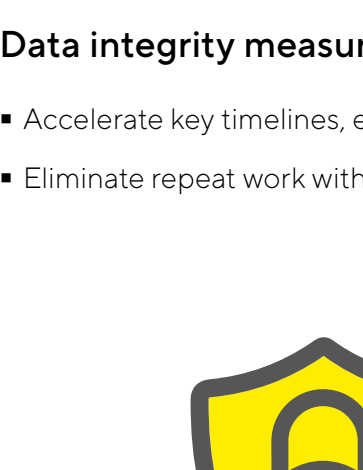 Data integrity measur
▪ Accelerate key timelines, e
▪ Eliminate repeat work with